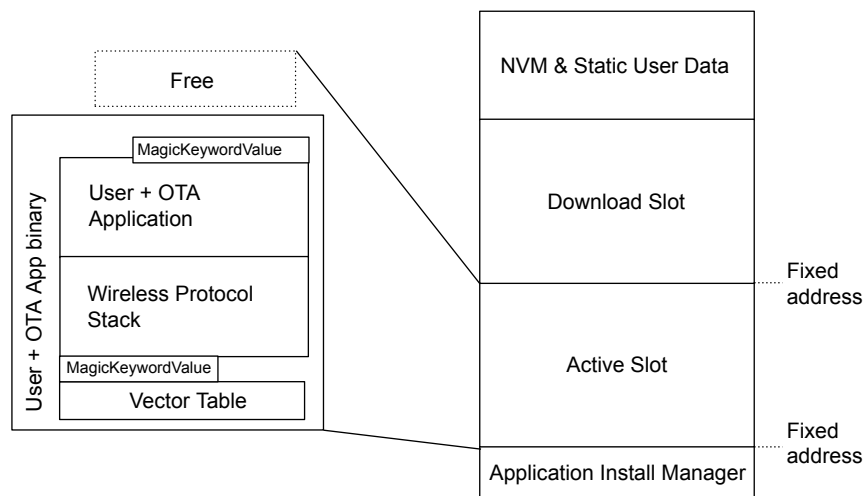 Free
MagicKeywordValue
User + OTA
Application
Wireless Protocol
Stack
MagicKeywordValue
Vector Table
User + OTA App binary
NVM & Static User Data
Download Slot
Fixed
address
Active Slot
Fixed
address
Application Install Manager